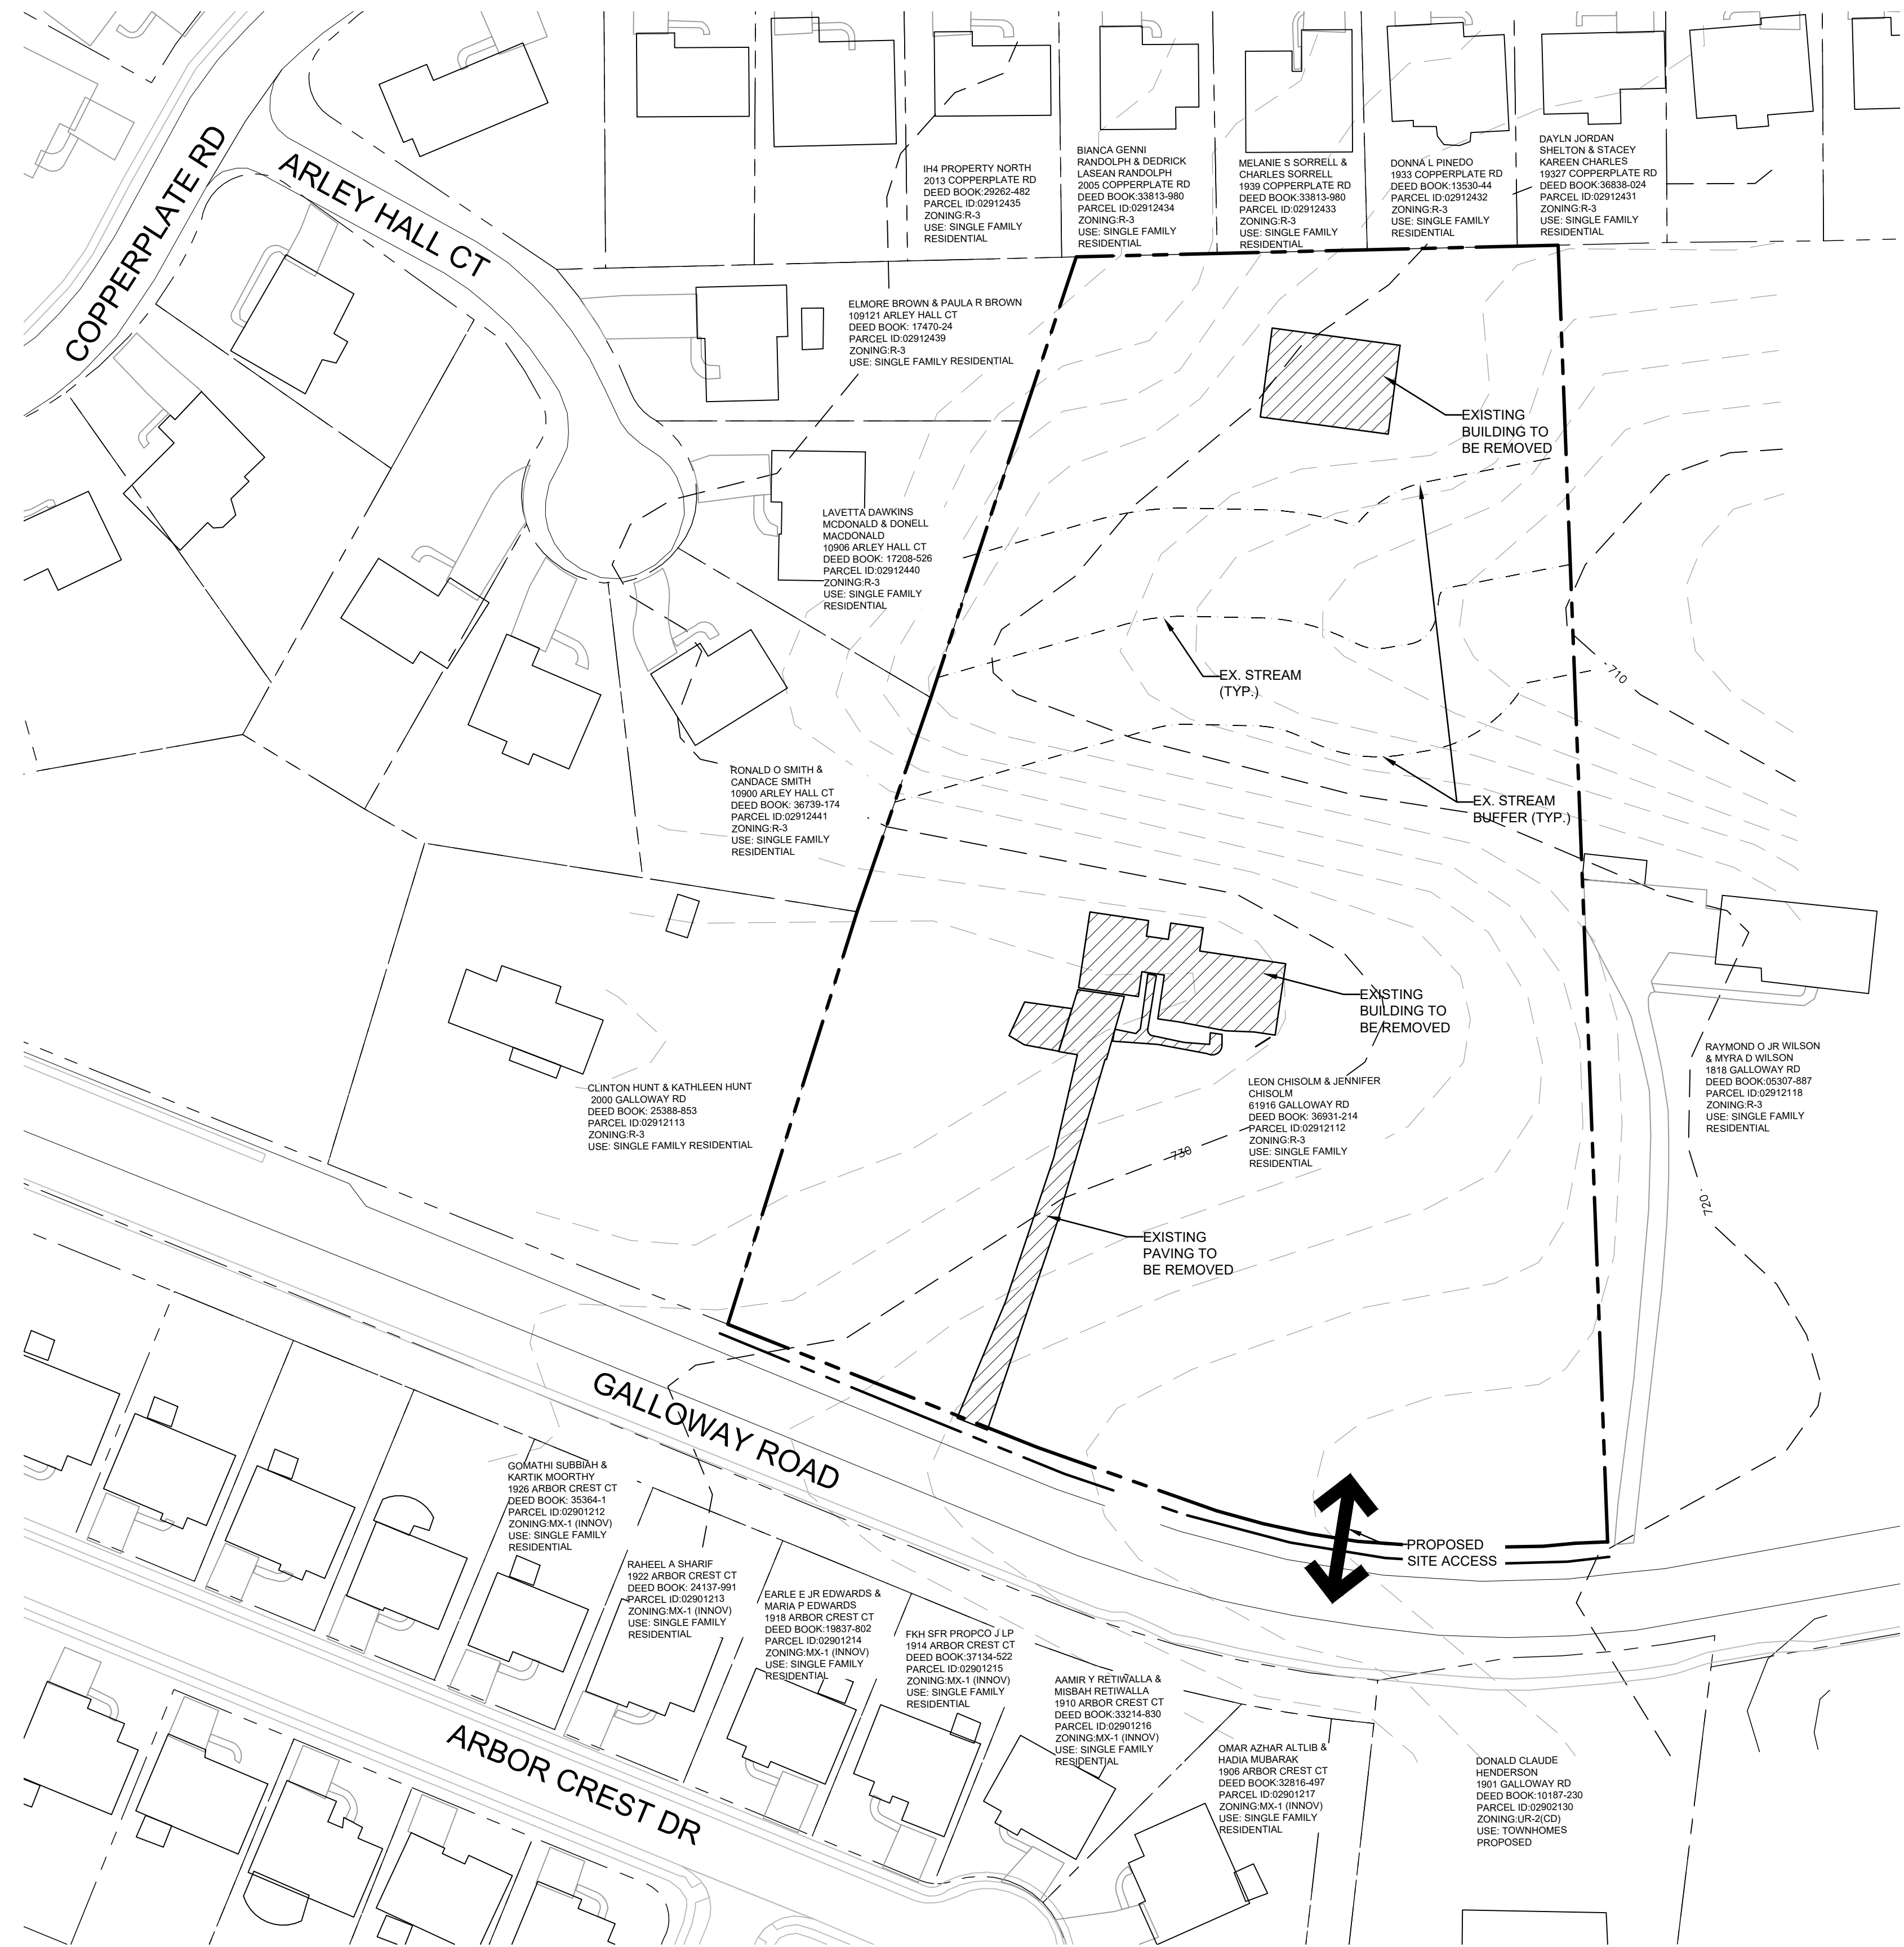 COPPERPLATE RD
ARLEY HALL CT
IH4 PROPERTY NORTH
2013 COPPERPLATE RD
DEED BOOK:29262-482
PARCEL ID:02912435
ZONING:R-3
USE: SINGLE FAMILY
RESIDENTIAL
BIANCA GENNI
RANDOLPH & DEDRICK
LASEAN RANDOLPH
2005 COPPERPLATE RD
DEED BOOK:33813-980
PARCEL ID:02912434
ZONING:R-3
USE: SINGLE FAMILY
RESIDENTIAL
MELANIE S SORRELL &
CHARLES SORRELL
1939 COPPERPLATE RD
DEED BOOK:33813-980
PARCEL ID:02912433
ZONING:R-3
USE: SINGLE FAMILY
RESIDENTIAL
DONNA L PINEDO
1933 COPPERPLATE RD
DEED BOOK:13530-44
PARCEL ID:02912432
ZONING:R-3
USE: SINGLE FAMILY
RESIDENTIAL
DAYLN JORDAN
SHELTON & STACEY
KAREEN CHARLES
19327 COPPERPLATE RD
DEED BOOK:36838-024
PARCEL ID:02912431
ZONING:R-3
USE: SINGLE FAMILY
RESIDENTIAL
ELMORE BROWN & PAULA R BROWN
109121 ARLEY HALL CT
DEED BOOK: 17470-24
PARCEL ID:02912439
ZONING:R-3
USE: SINGLE FAMILY RESIDENTIAL
EXISTING
BUILDING TO
BE REMOVED
LAVETTA DAWKINS
MCDONALD & DONELL
MACDONALD
10906 ARLEY HALL CT
DEED BOOK: 17208-526
PARCEL ID:02912440
ZONING:R-3
USE: SINGLE FAMILY
RESIDENTIAL
EX. STREAM
(TYP.)
710
EX. STREAM
BUFFER (TYP.)
RONALD O SMITH &
CANDACE SMITH
10900 ARLEY HALL CT
DEED BOOK: 36739-174
PARCEL ID:02912441
ZONING:R-3
USE: SINGLE FAMILY
RESIDENTIAL
EXISTING
BUILDING TO
BE REMOVED
CLINTON HUNT & KATHLEEN HUNT
2000 GALLOWAY RD
DEED BOOK: 25388-853
PARCEL ID:02912113
ZONING:R-3
USE: SINGLE FAMILY RESIDENTIAL
LEON CHISOLM & JENNIFER
CHISOLM
61916 GALLOWAY RD
DEED BOOK: 36931-214
PARCEL ID:02912112
ZONING:R-3
USE: SINGLE FAMILY
RESIDENTIAL
RAYMOND O JR WILSON
& MYRA D WILSON
1818 GALLOWAY RD
DEED BOOK:05307-887
PARCEL ID:02912118
ZONING:R-3
USE: SINGLE FAMILY
RESIDENTIAL
730
720
EXISTING
PAVING TO
BE REMOVED
GALLOWAY ROAD
PROPOSED
SITE ACCESS
GOMATHI SUBBIAH &
KARTIK MOORTHY
1926 ARBOR CREST CT
DEED BOOK: 35364-1
PARCEL ID:02901212
ZONING:MX-1 (INNOV)
USE: SINGLE FAMILY
RESIDENTIAL
RAHEEL A SHARIF
1922 ARBOR CREST CT
DEED BOOK: 24137-991
PARCEL ID:02901213
ZONING:MX-1 (INNOV)
USE: SINGLE FAMILY
RESIDENTIAL
EARLE E JR EDWARDS &
MARIA P EDWARDS
1918 ARBOR CREST CT
DEED BOOK:19837-802
PARCEL ID:02901214
ZONING:MX-1 (INNOV)
USE: SINGLE FAMILY
RESIDENTIAL
FKH SFR PROPCO J LP
1914 ARBOR CREST CT
DEED BOOK:37134-522
PARCEL ID:02901215
ZONING:MX-1 (INNOV)
USE: SINGLE FAMILY
RESIDENTIAL
AAMIR Y RETIWALLA &
MISBAH RETIWALLA
1910 ARBOR CREST CT
DEED BOOK:33214-830
PARCEL ID:02901216
ZONING:MX-1 (INNOV)
USE: SINGLE FAMILY
RESIDENTIAL
OMAR AZHAR ALTLIB &
HADIA MUBARAK
1906 ARBOR CREST CT
DEED BOOK:32816-497
PARCEL ID:02901217
ZONING:MX-1 (INNOV)
USE: SINGLE FAMILY
RESIDENTIAL
DONALD CLAUDE
HENDERSON
1901 GALLOWAY RD
DEED BOOK:10187-230
PARCEL ID:02902130
ZONING:UR-2(CD)
USE: TOWNHOMES
PROPOSED
ARBOR CREST DR